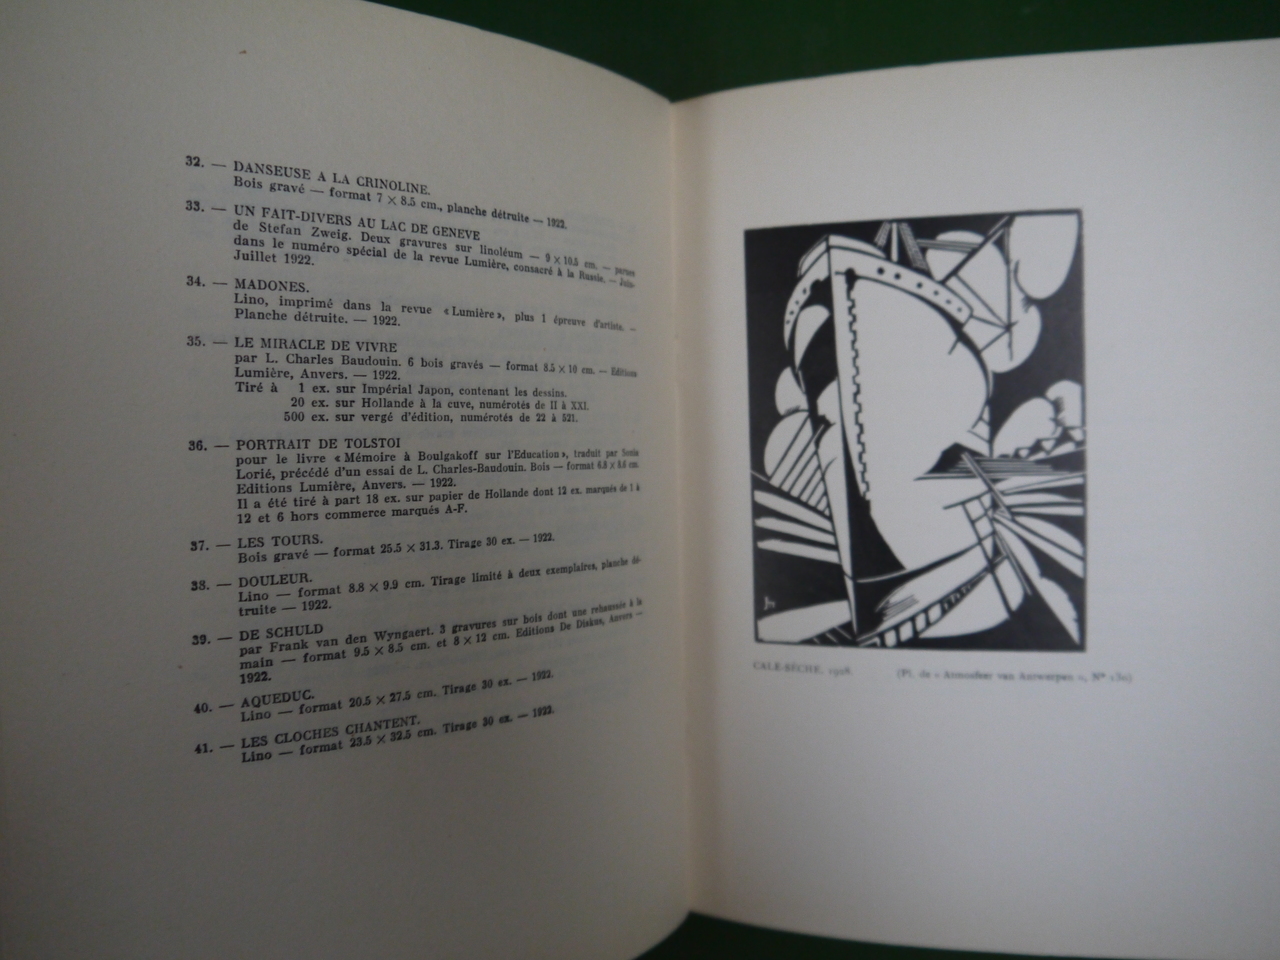 32. — DANSEUSE A LA CRINOLINE.
Bois gravé — format 7 × 8.5 cm., planche détruite — 1922.
33. — UN FAIT-DIVERS AU LAC DE GENEVE
de Stefan Zweig. Deux gravures sur linoléum — 9 × 10.5 cm. — parues
dans le numéro spécial de la revue Lumière, consacré à la Russie. — Juin-
Juillet 1922.
34. — MADONES.
Lino, imprimé dans la revue «Lumière», plus 1 épreuve d'artiste. —
Planche détruite. — 1922.
35. — LE MIRACLE DE VIVRE
par L. Charles Baudouin. 6 bois gravés — format 8.5 × 10 cm. — Editions
Lumière, Anvers. — 1922.
Tiré à 1 ex. sur Impérial Japon, contenant les dessins.
20 ex. sur Hollande à la cuve, numérotés de II à XXI.
500 ex. sur vergé d'édition, numérotés de 22 à 521.
36. — PORTRAIT DE TOLSTOI
pour le livre «Mémoire à Boulgakoff sur l'Education», traduit par Sonia
Lorié, précédé d'un essai de L. Charles-Baudouin. Bois — format 6.8 × 8.6 cm.
Editions Lumière, Anvers. — 1922.
Il a été tiré à part 18 ex. sur papier de Hollande dont 12 ex. marqués de 1 à
12 et 6 hors commerce marqués A-F.
37. — LES TOURS.
Bois gravé — format 25.5 × 31.3. Tirage 30 ex. — 1922.
38. — DOULEUR.
Lino — format 8.8 × 9.9 cm. Tirage limité à deux exemplaires, planche dé-
truite — 1922.
39. — DE SCHULD
par Frank van den Wyngaert. 3 gravures sur bois dont une rehaussée à la
main — format 9.5 × 8.5 cm. et 8 × 12 cm. Editions De Diskus, Anvers —
1922.
40. — AQUEDUC.
Lino — format 20.5 × 27.5 cm. Tirage 30 ex. — 1922.
41. — LES CLOCHES CHANTENT.
Lino — format 23.5 × 32.5 cm. Tirage 30 ex. — 1922.
CALE-SÈCHE, 1928. (Pl. de « Atmosfeer van Antwerpen », N° 130)